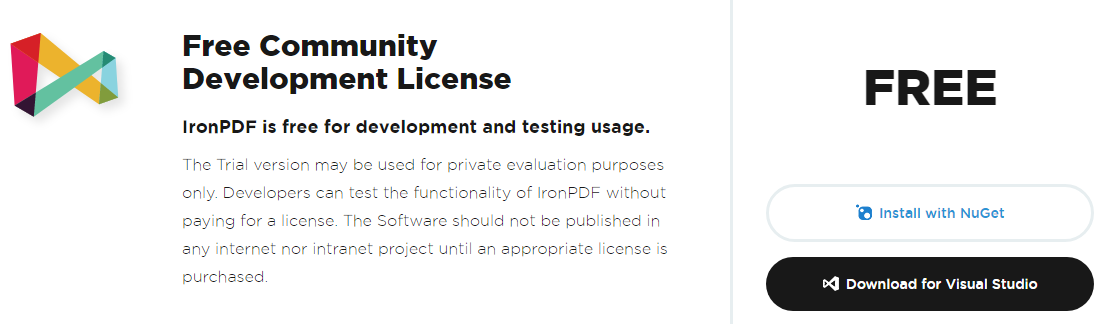 Free Community
Development License
IronPDF is free for development and testing usage.
The Trial version may be used for private evaluation purposes
only. Developers can test the functionality of IronPDF without
paying for a license. The Software should not be published in
any internet nor intranet project until an appropriate license is
purchased.
FREE
Install with NuGet
Download for Visual Studio